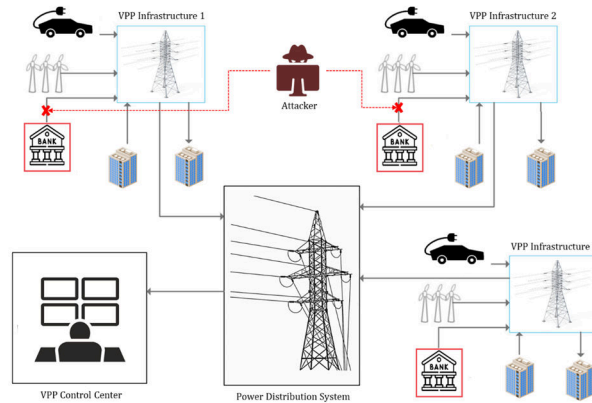 VPP Infrastructure 1
VPP Infrastructure 2
Attacker
BANK
BANK
VPP Infrastructure
BANK
VPP Control Center
Power Distribution System